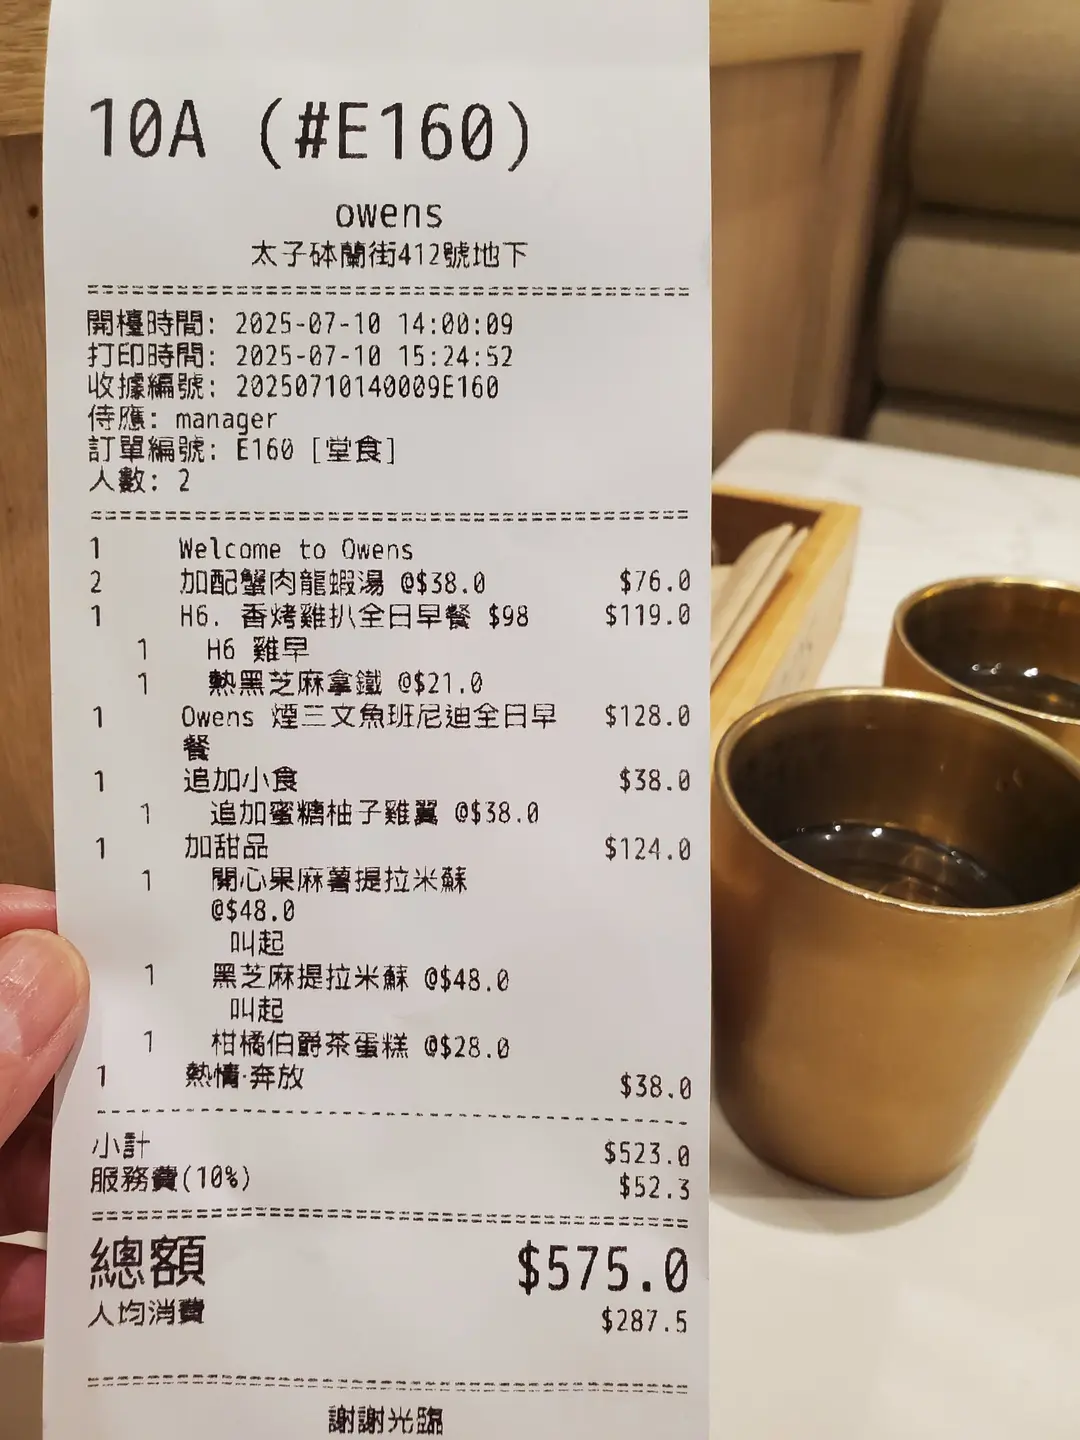 10A (#E160)
owens
太子砵蘭街412號地下
開檯時間: 2025-07-10 14:00:09
打印時間: 2025-07-10 15:24:52
收據編號: 20250710140009E160
侍應: manager
訂單編號: E160 [堂食]
人數: 2
1 Welcome to Owens
2 加配蟹肉龍蝦湯 @$38.0 $76.0
1 H6. 香烤雞扒全日早餐 $98 $119.0
1 H6 雞早
1 熱黑芝麻拿鐵 @$21.0
1 Owens 煙三文魚班尼迪全日早 $128.0
餐
1 追加小食 $38.0
1 追加蜜糖柚子雞翼 @$38.0
1 加甜品 $124.0
1 開心果麻薯提拉米蘇
@$48.0
叫起
1 黑芝麻提拉米蘇 @$48.0
叫起
1 柑橘伯爵茶蛋糕 @$28.0
1 熱情·奔放 $38.0
小計 $523.0
服務費(10%) $52.3
總額 $575.0
人均消費 $287.5
謝謝光臨